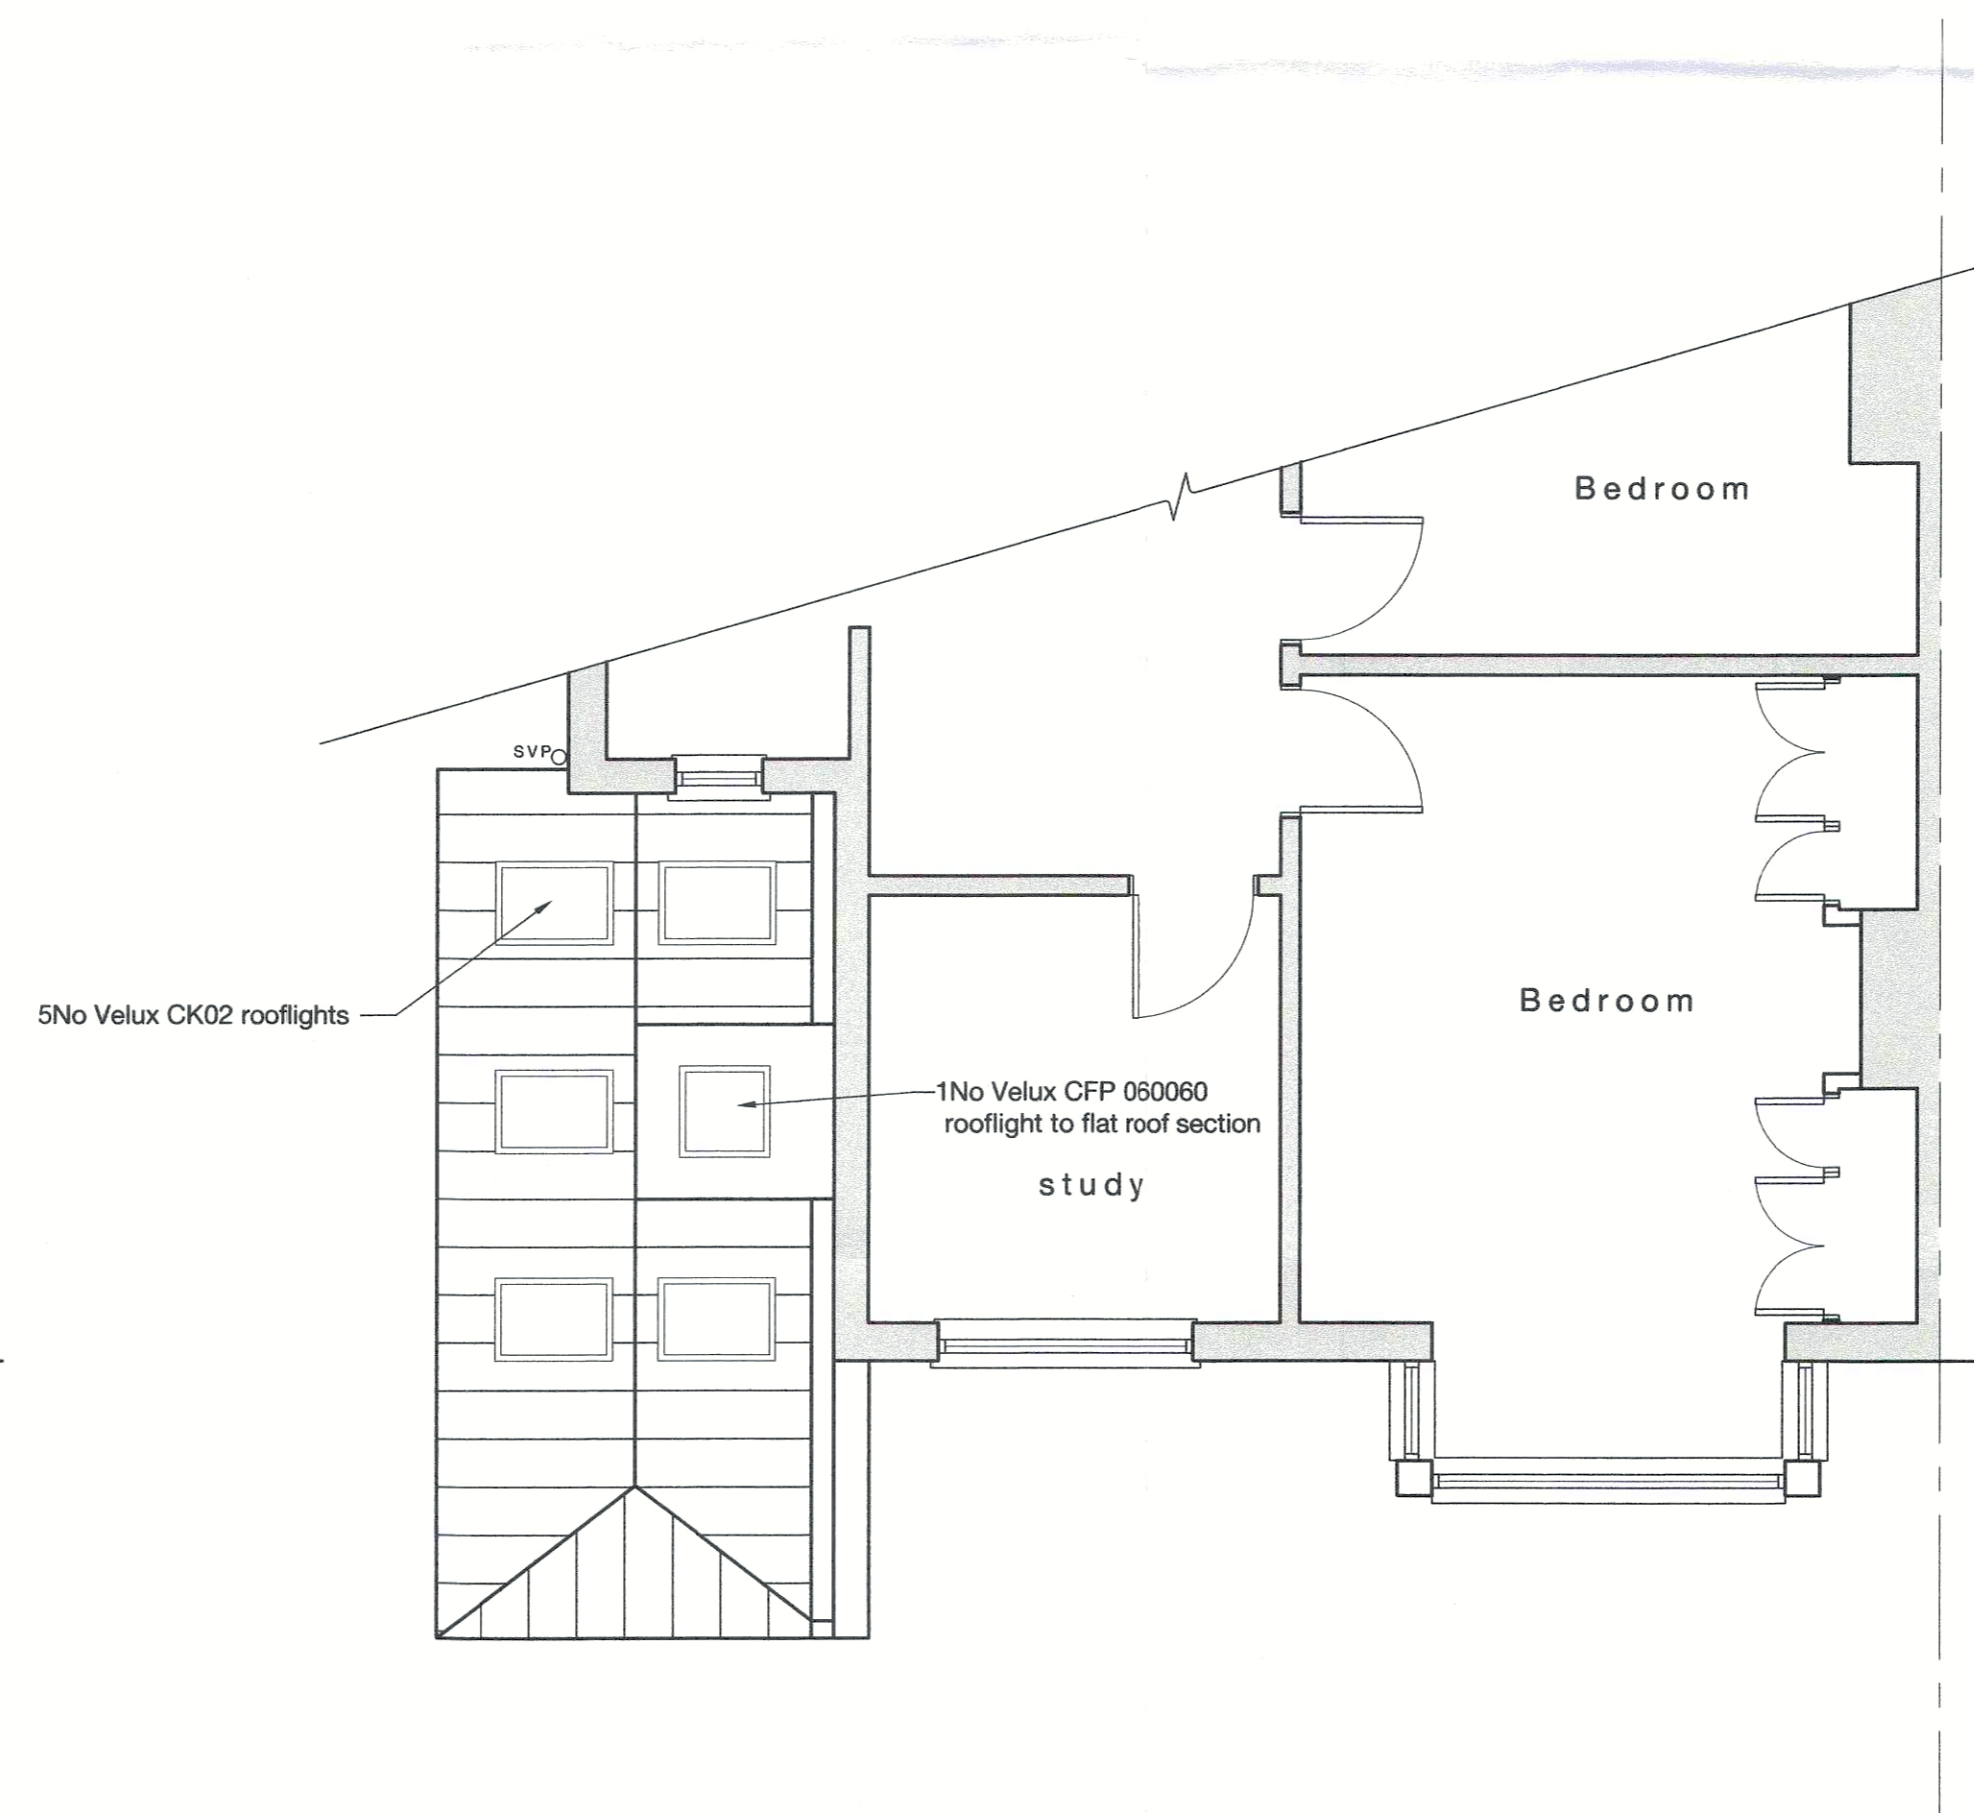 Bedroom
SVP
Bedroom
5No Velux CK02 rooflights
1No Velux CFP 060060
rooflight to flat roof section
study